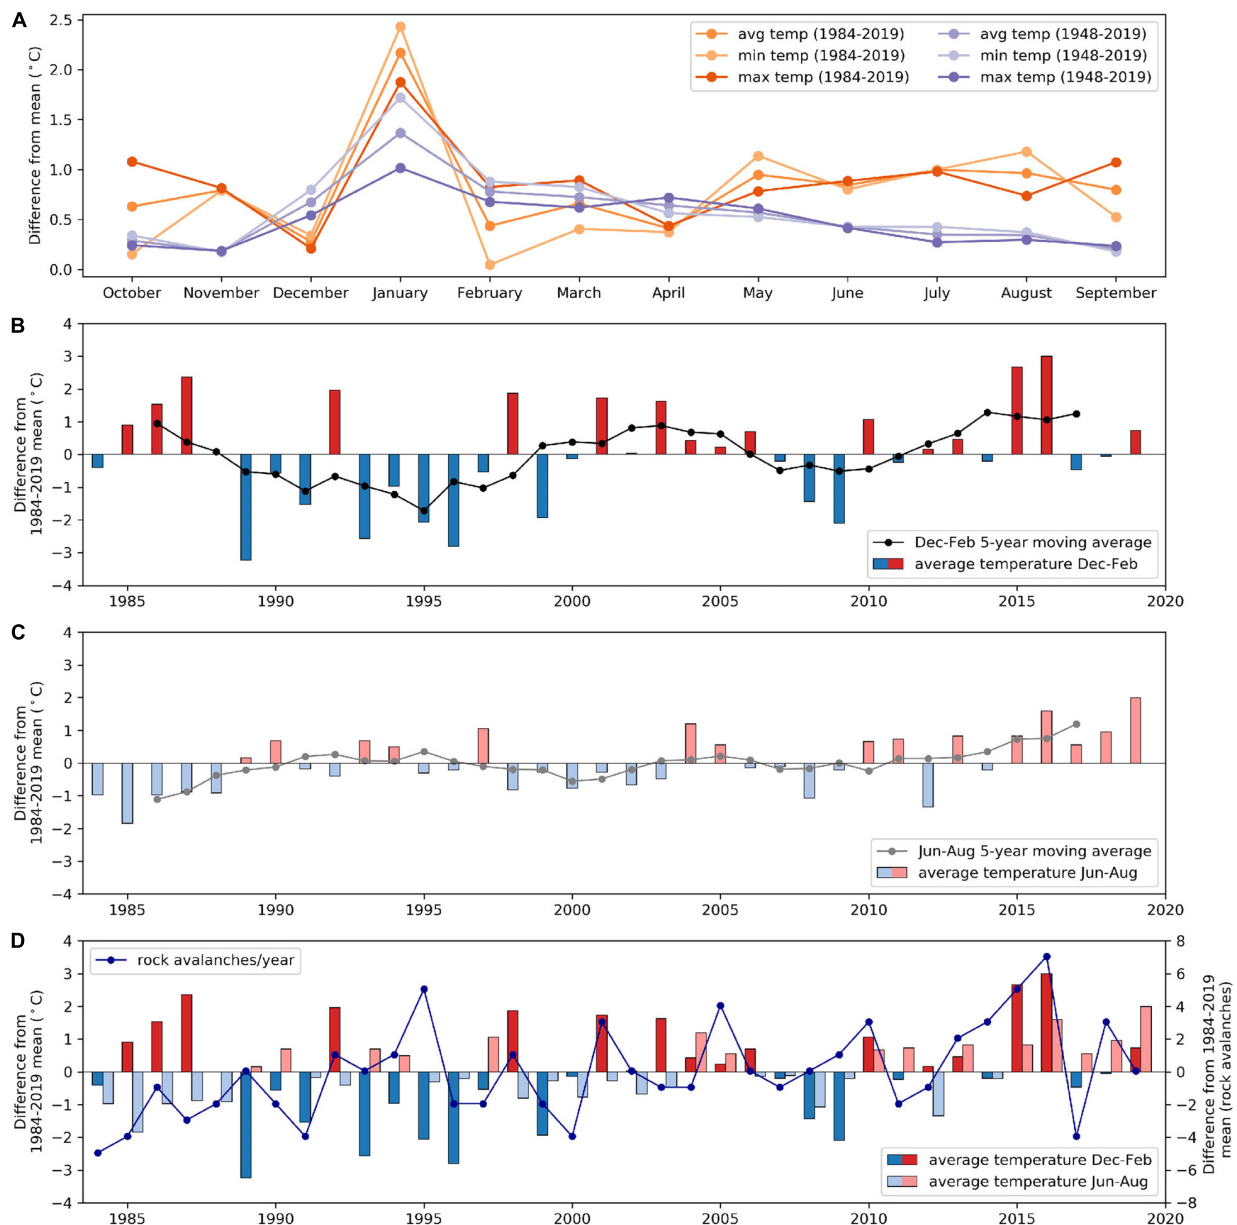 A
Difference from mean (°C)
2.5
2.0
1.5
1.0
0.5
0.0
avg temp (1984-2019)
min temp (1984-2019)
max temp (1984-2019)
avg temp (1948-2019)
min temp (1948-2019)
max temp (1948-2019)
October November December January February March April May June July August September
B
Difference from
1984-2019 mean (°C)
4
3
2
1
0
−1
−2
−3
−4
Dec-Feb 5-year moving average
average temperature Dec-Feb
1985 1990 1995 2000 2005 2010 2015 2020
C
Difference from
1984-2019 mean (°C)
4
3
2
1
0
−1
−2
−3
−4
Jun-Aug 5-year moving average
average temperature Jun-Aug
1985 1990 1995 2000 2005 2010 2015 2020
D
Difference from
1984-2019 mean (°C)
4
3
2
1
0
−1
−2
−3
−4
rock avalanches/year
average temperature Dec-Feb
average temperature Jun-Aug
8
6
4
2
0
−2
−4
−6
−8
Difference from 1984-2019
mean (rock avalanches)
1985 1990 1995 2000 2005 2010 2015 2020